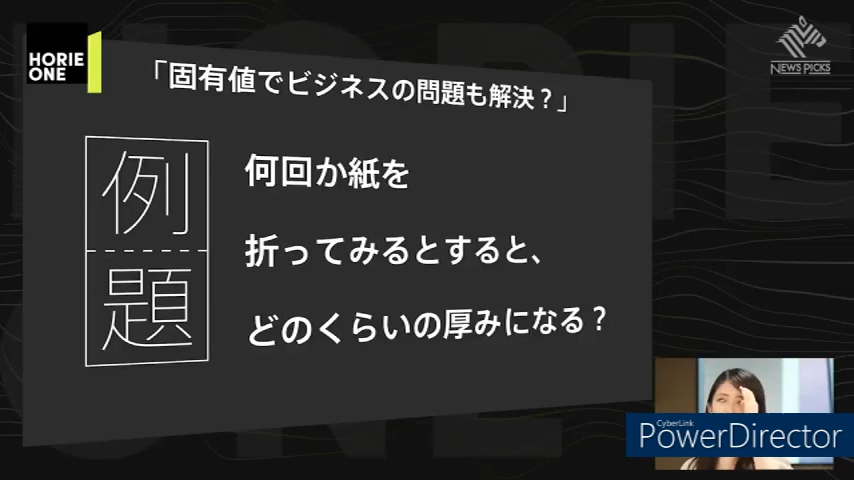 HORIE
ONE
NEWS PICKS
「固有値でビジネスの問題も解決？」
例
題
何回か紙を
折ってみるとすると、
どのくらいの厚みになる？
CyberLink
PowerDirector